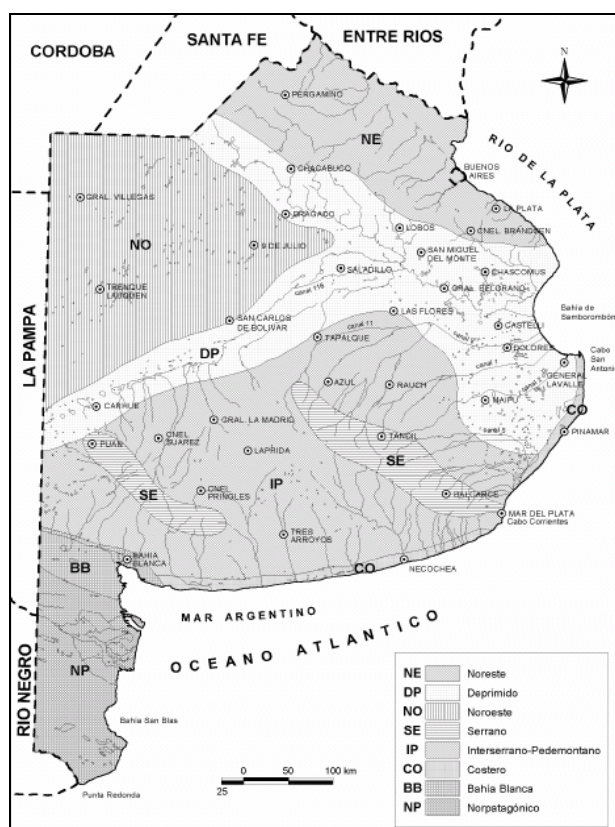 CORDOBA
SANTA FE
ENTRE RIOS
N
PERGAMINO
NE
RIO DE LA PLATA
BUENOS
AIRES
CHACABUCO
GRAL. VILLEGAS
LA PLATA
BRAGADO
LOBOS
CNEL. BRANDSEN
NO
9 DE JULIO
SAN MIGUEL
DEL MONTE
SALADILLO
CHASCOMUS
TRENQUE
LAUQUEN
GRAL. BELGRANO
Bahía de
Samborombón
SAN CARLOS
DE BOLIVAR
LAS FLORES
CASTELLI
canal 11
TAPALQUE
DOLORES
Cabo
San
Antonio
LA PAMPA
DP
canal 1
GENERAL
LAVALLE
AZUL
RAUCH
MAIPU
CARHUE
CO
GRAL. LA MADRID
PINAMAR
PUAN
CNEL
SUAREZ
LAPRIDA
TANDIL
SE
SE
IP
CNEL
PRINGLES
BALCARCE
MAR DEL PLATA
Cabo Corrientes
TRES
ARROYOS
BB
BAHIA
BLANCA
CO
NECOCHEA
MAR ARGENTINO
OCEANO ATLANTICO
RIO NEGRO
NP
Bahía San Blas
Punta Redonda
0 50 100 km
25
NE Noreste
DP Deprimido
NO Noroeste
SE Serrano
IP Interserrano-Pedemontano
CO Costero
BB Bahía Blanca
NP Norpatagónico